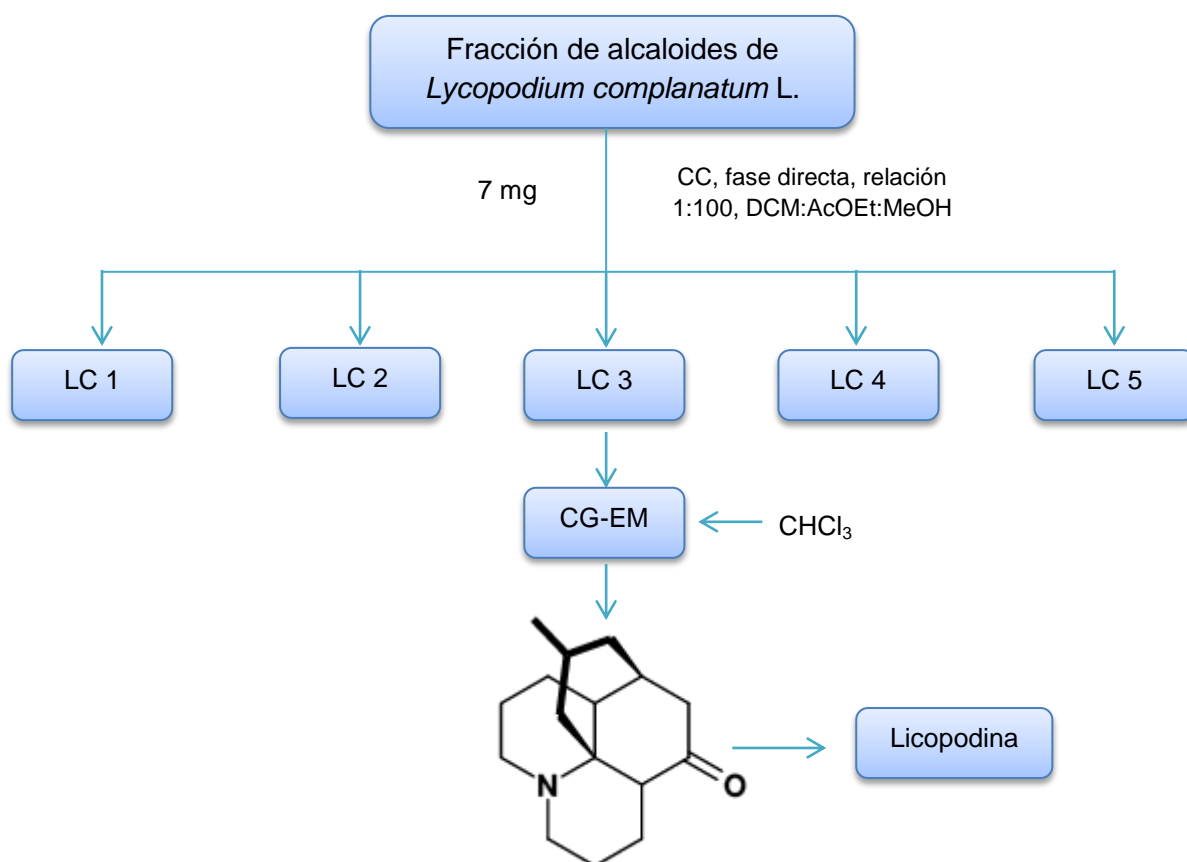 Fracción de alcaloides de
Lycopodium complanatum L.
7 mg
CC, fase directa, relación
1:100, DCM:AcOEt:MeOH
LC 1
LC 2
LC 3
LC 4
LC 5
CG-EM
CHCl₃
N
O
Licopodina